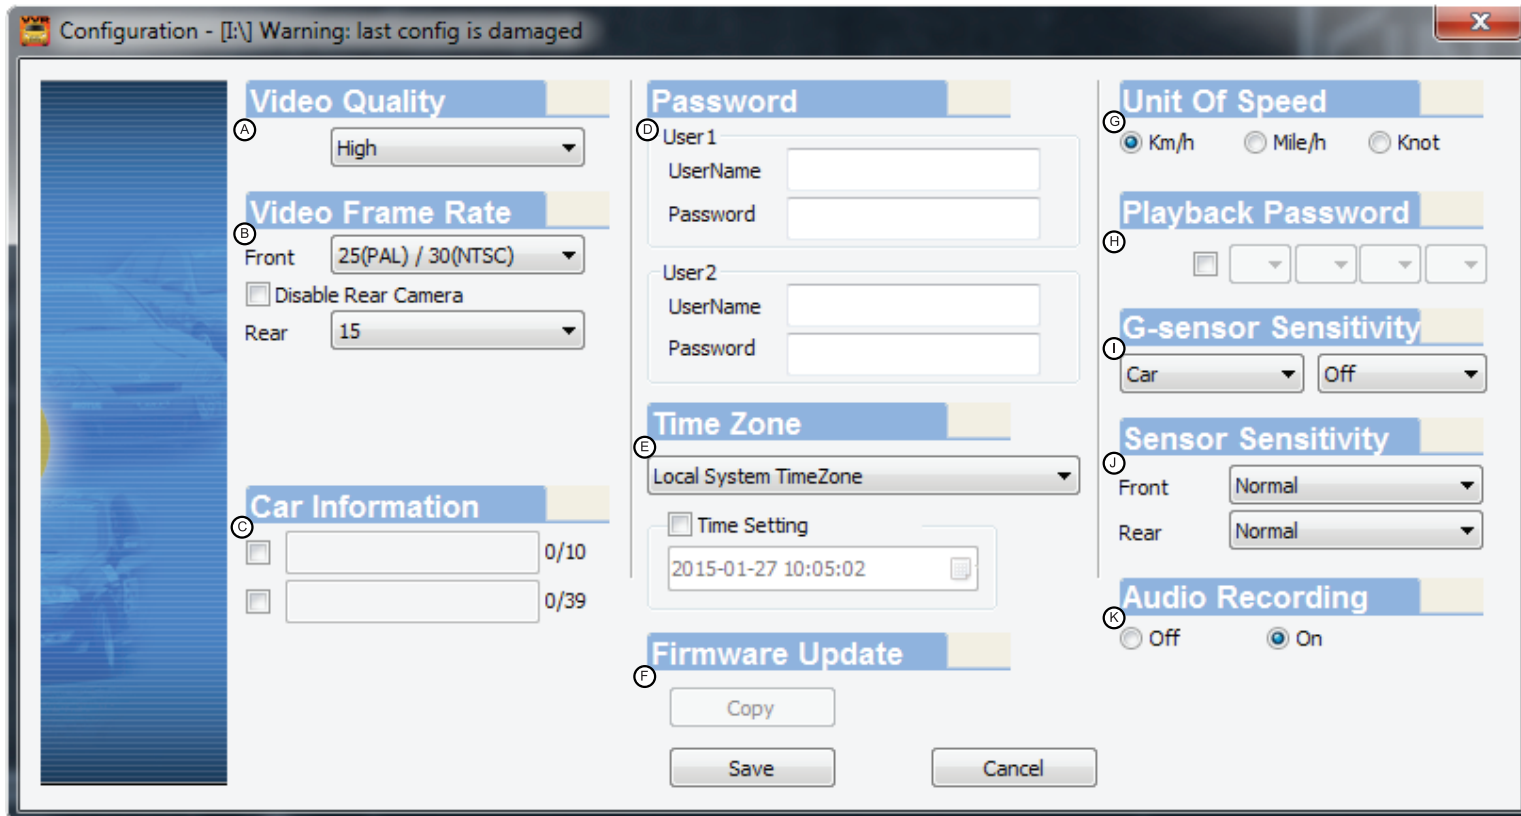 VVR
Configuration - [I:\] Warning: last config is damaged
X
Video Quality
A
High
Video Frame Rate
B
Front 25(PAL) / 30(NTSC)
Disable Rear Camera
Rear 15
Car Information
C
0/10
0/39
Password
D
User1
UserName
Password
User2
UserName
Password
Time Zone
E
Local System TimeZone
Time Setting
2015-01-27 10:05:02
Firmware Update
F
Copy
Save Cancel
Unit Of Speed
G
Km/h Mile/h Knot
Playback Password
H
G-sensor Sensitivity
I
Car Off
Sensor Sensitivity
J
Front Normal
Rear Normal
Audio Recording
K
Off On